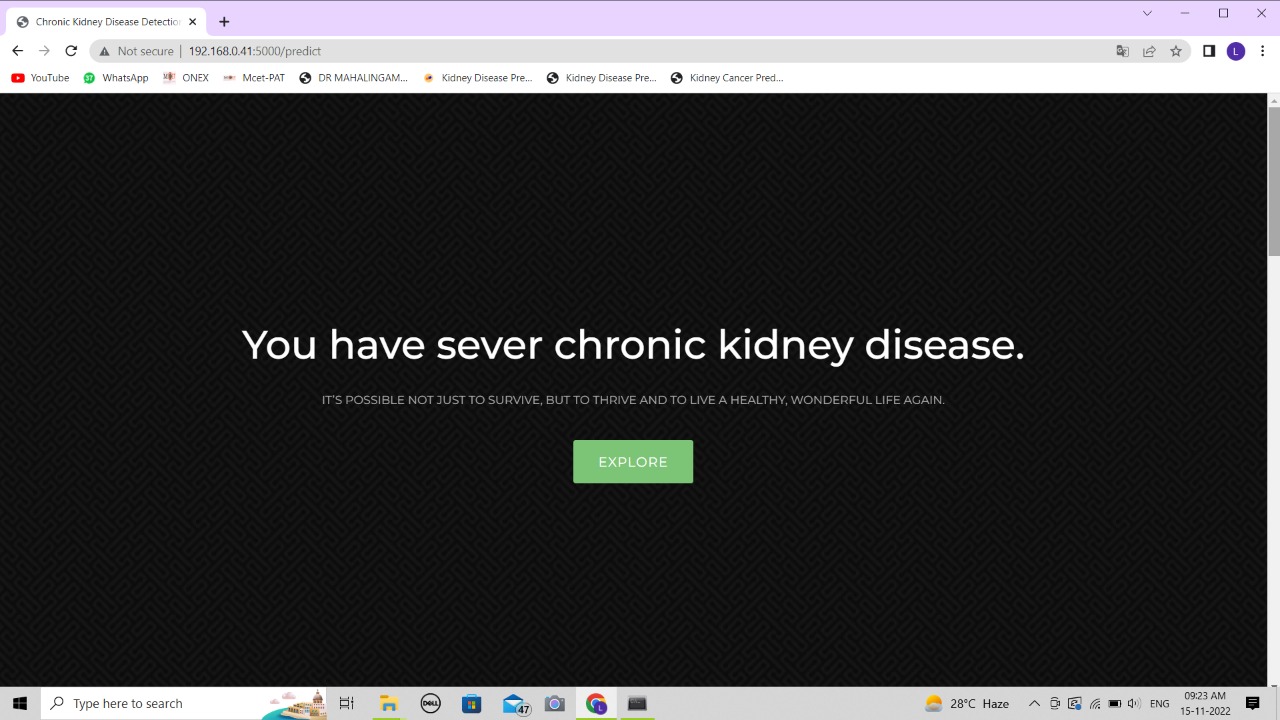 Chronic Kidney Disease Detectio
Not secure | 192.168.0.41:5000/predict
L
YouTube
37 WhatsApp
ONEX
Mcet-PAT
DR MAHALINGAM...
Kidney Disease Pre...
Kidney Disease Pre...
Kidney Cancer Pred...
You have sever chronic kidney disease.
IT'S POSSIBLE NOT JUST TO SURVIVE, BUT TO THRIVE AND TO LIVE A HEALTHY, WONDERFUL LIFE AGAIN.
EXPLORE
Type here to search
DELL
47
L
28°C Haze
ENG
09:23 AM
15-11-2022